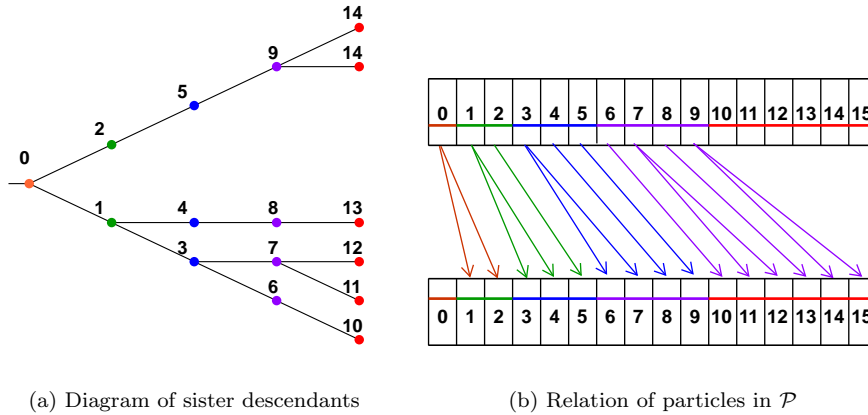 14
9 14
5
2
0
1 4 8 13
3 7 12
6 11
10
0 1 2 3 4 5 6 7 8 9 10 11 12 13 14 15
0 1 2 3 4 5 6 7 8 9 10 11 12 13 14 15
(a) Diagram of sister descendants
(b) Relation of particles in 𝒫